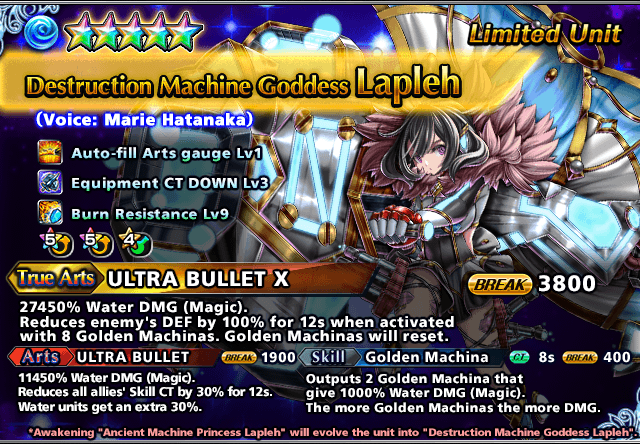 Limited Unit
Destruction Machine Goddess Lapleh
(Voice: Marie Hatanaka)
Auto-fill Arts gauge Lv1
Equipment CT DOWN Lv3
Burn Resistance Lv9
5 5 4
True Arts ULTRA BULLET X BREAK 3800
27450% Water DMG (Magic).
Reduces enemy's DEF by 100% for 12s when activated
with 8 Golden Machinas. Golden Machinas will reset.
Arts ULTRA BULLET BREAK 1900
11450% Water DMG (Magic).
Reduces all allies' Skill CT by 30% for 12s.
Water units get an extra 30%.
Skill Golden Machina CT 8s BREAK 400
Outputs 2 Golden Machina that
give 1000% Water DMG (Magic).
The more Golden Machinas the more DMG.
*Awakening "Ancient Machine Princess Lapleh" will evolve the unit into "Destruction Machine Goddess Lapleh".